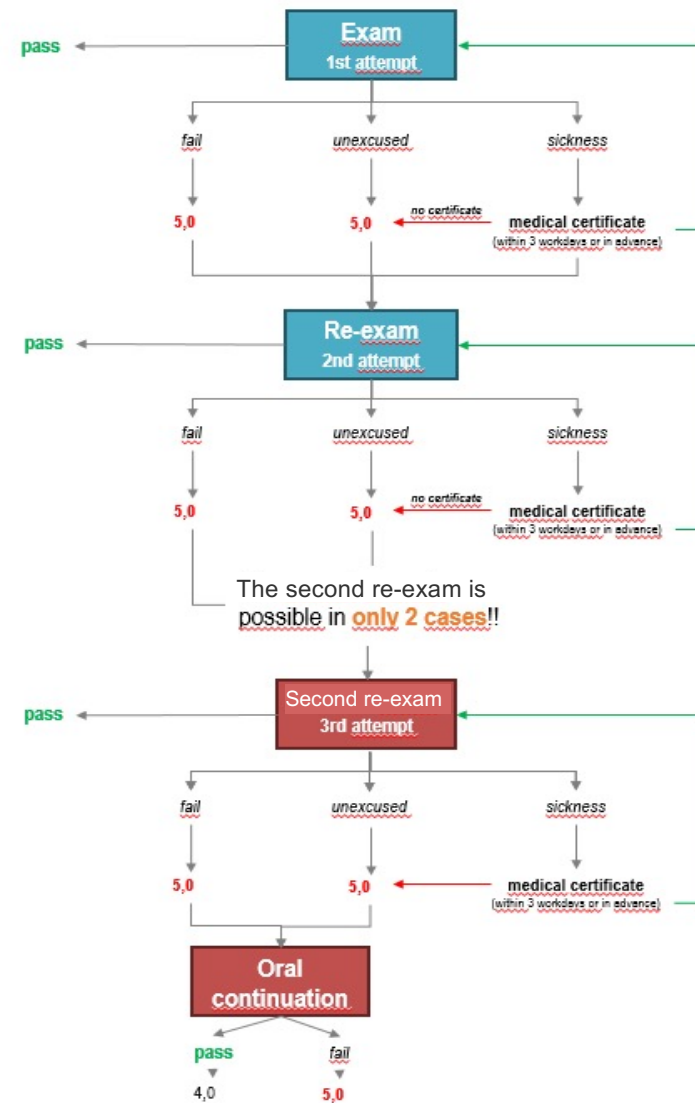 Exam
pass
1st attempt
fail
unexcused
sickness
5,0
5,0
no certificate
medical certificate
(within 3 workdays or in advance)
Re-exam
pass
2nd attempt
fail
unexcused
sickness
5,0
5,0
no certificate
medical certificate
(within 3 workdays or in advance)
The second re-exam is
possible in only 2 cases!!
Second re-exam
pass
3rd attempt
fail
unexcused
sickness
5,0
5,0
medical certificate
(within 3 workdays or in advance)
Oral
continuation
pass
fail
4,0
5,0